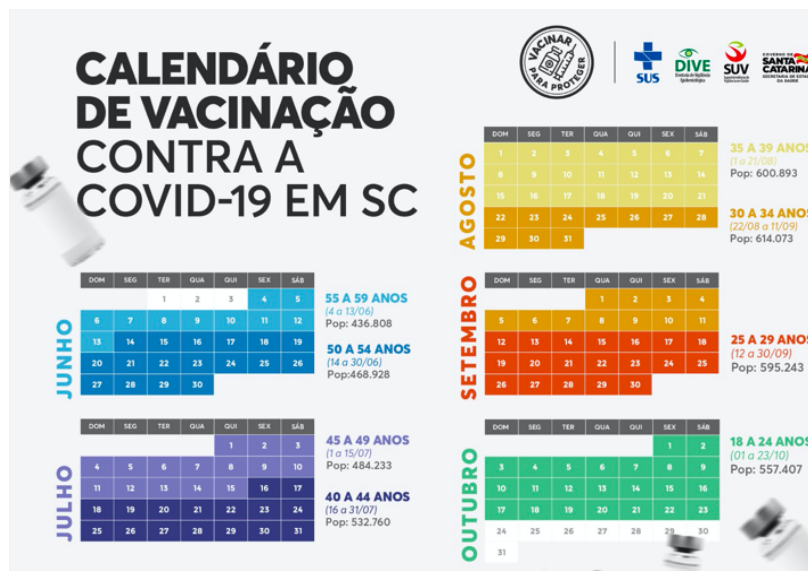 CALENDÁRIO
DE VACINAÇÃO
CONTRA A
COVID-19 EM SC
VACINAR
PARA PROTEGER
SUS
DIVE
SUV
GOVERNO DE
SANTA
CATARINA
SECRETARIA DE ESTADO
DA SAÚDE
JUNHO
DOM SEG TER QUA QUI SEX SÁB
1 2 3 4 5
6 7 8 9 10 11 12
13 14 15 16 17 18 19
20 21 22 23 24 25 26
27 28 29 30
55 A 59 ANOS
(4 a 13/06)
Pop: 436.808
50 A 54 ANOS
(14 a 30/06)
Pop:468.928
JULHO
DOM SEG TER QUA QUI SEX SÁB
1 2 3
4 5 6 7 8 9 10
11 12 13 14 15 16 17
18 19 20 21 22 23 24
25 26 27 28 29 30 31
45 A 49 ANOS
(1 a 15/07)
Pop: 484.233
40 A 44 ANOS
(16 a 31/07)
Pop: 532.760
AGOSTO
DOM SEG TER QUA QUI SEX SÁB
1 2 3 4 5 6 7
8 9 10 11 12 13 14
15 16 17 18 19 20 21
22 23 24 25 26 27 28
29 30 31
35 A 39 ANOS
(1 a 21/08)
Pop: 600.893
30 A 34 ANOS
(22/08 a 11/09)
Pop: 614.073
SETEMBRO
DOM SEG TER QUA QUI SEX SÁB
1 2 3 4
5 6 7 8 9 10 11
12 13 14 15 16 17 18
19 20 21 22 23 24 25
26 27 28 29 30
25 A 29 ANOS
(12 a 30/09)
Pop: 595.243
OUTUBRO
DOM SEG TER QUA QUI SEX SÁB
1 2
3 4 5 6 7 8 9
10 11 12 13 14 15 16
17 18 19 20 21 22 23
24 25 26 27 28 29 30
31
18 A 24 ANOS
(01 a 23/10)
Pop: 557.407